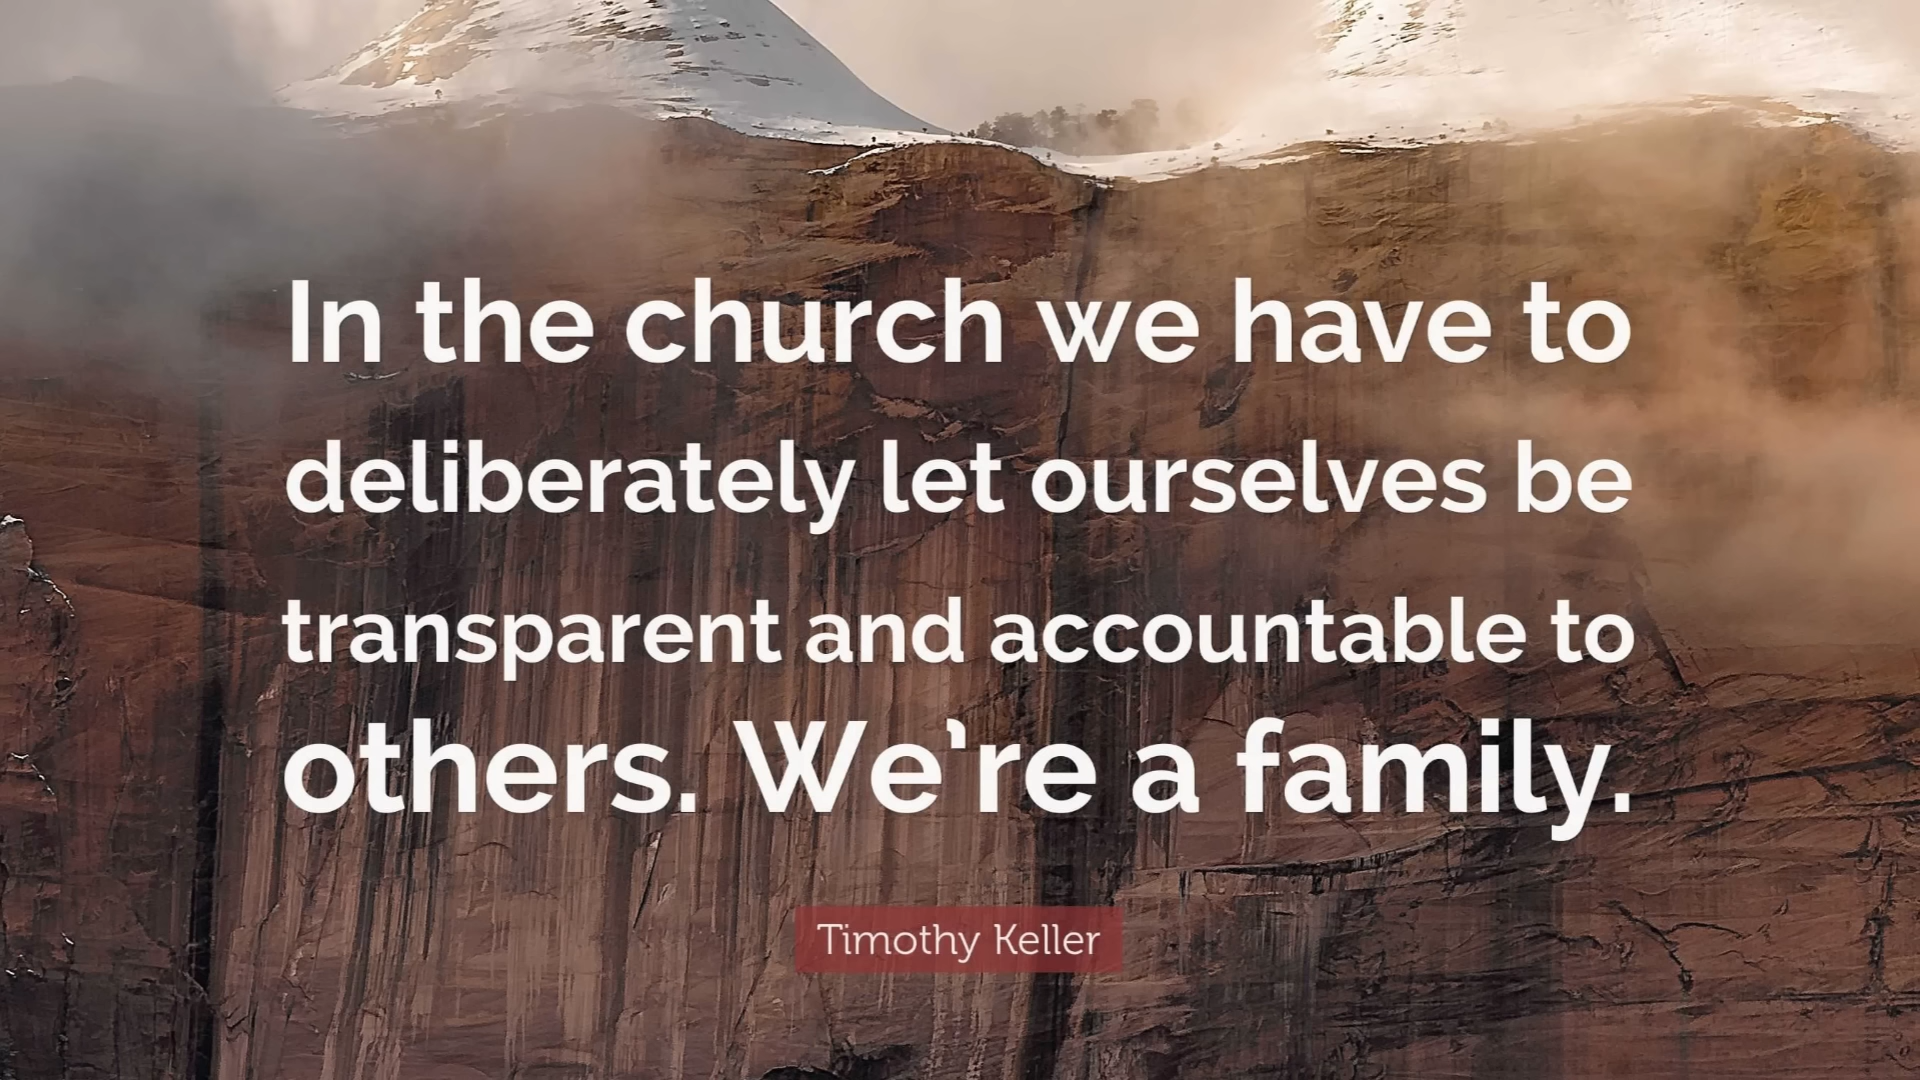 In the church we have to
deliberately let ourselves be
transparent and accountable to
others. We’re a family.
Timothy Keller